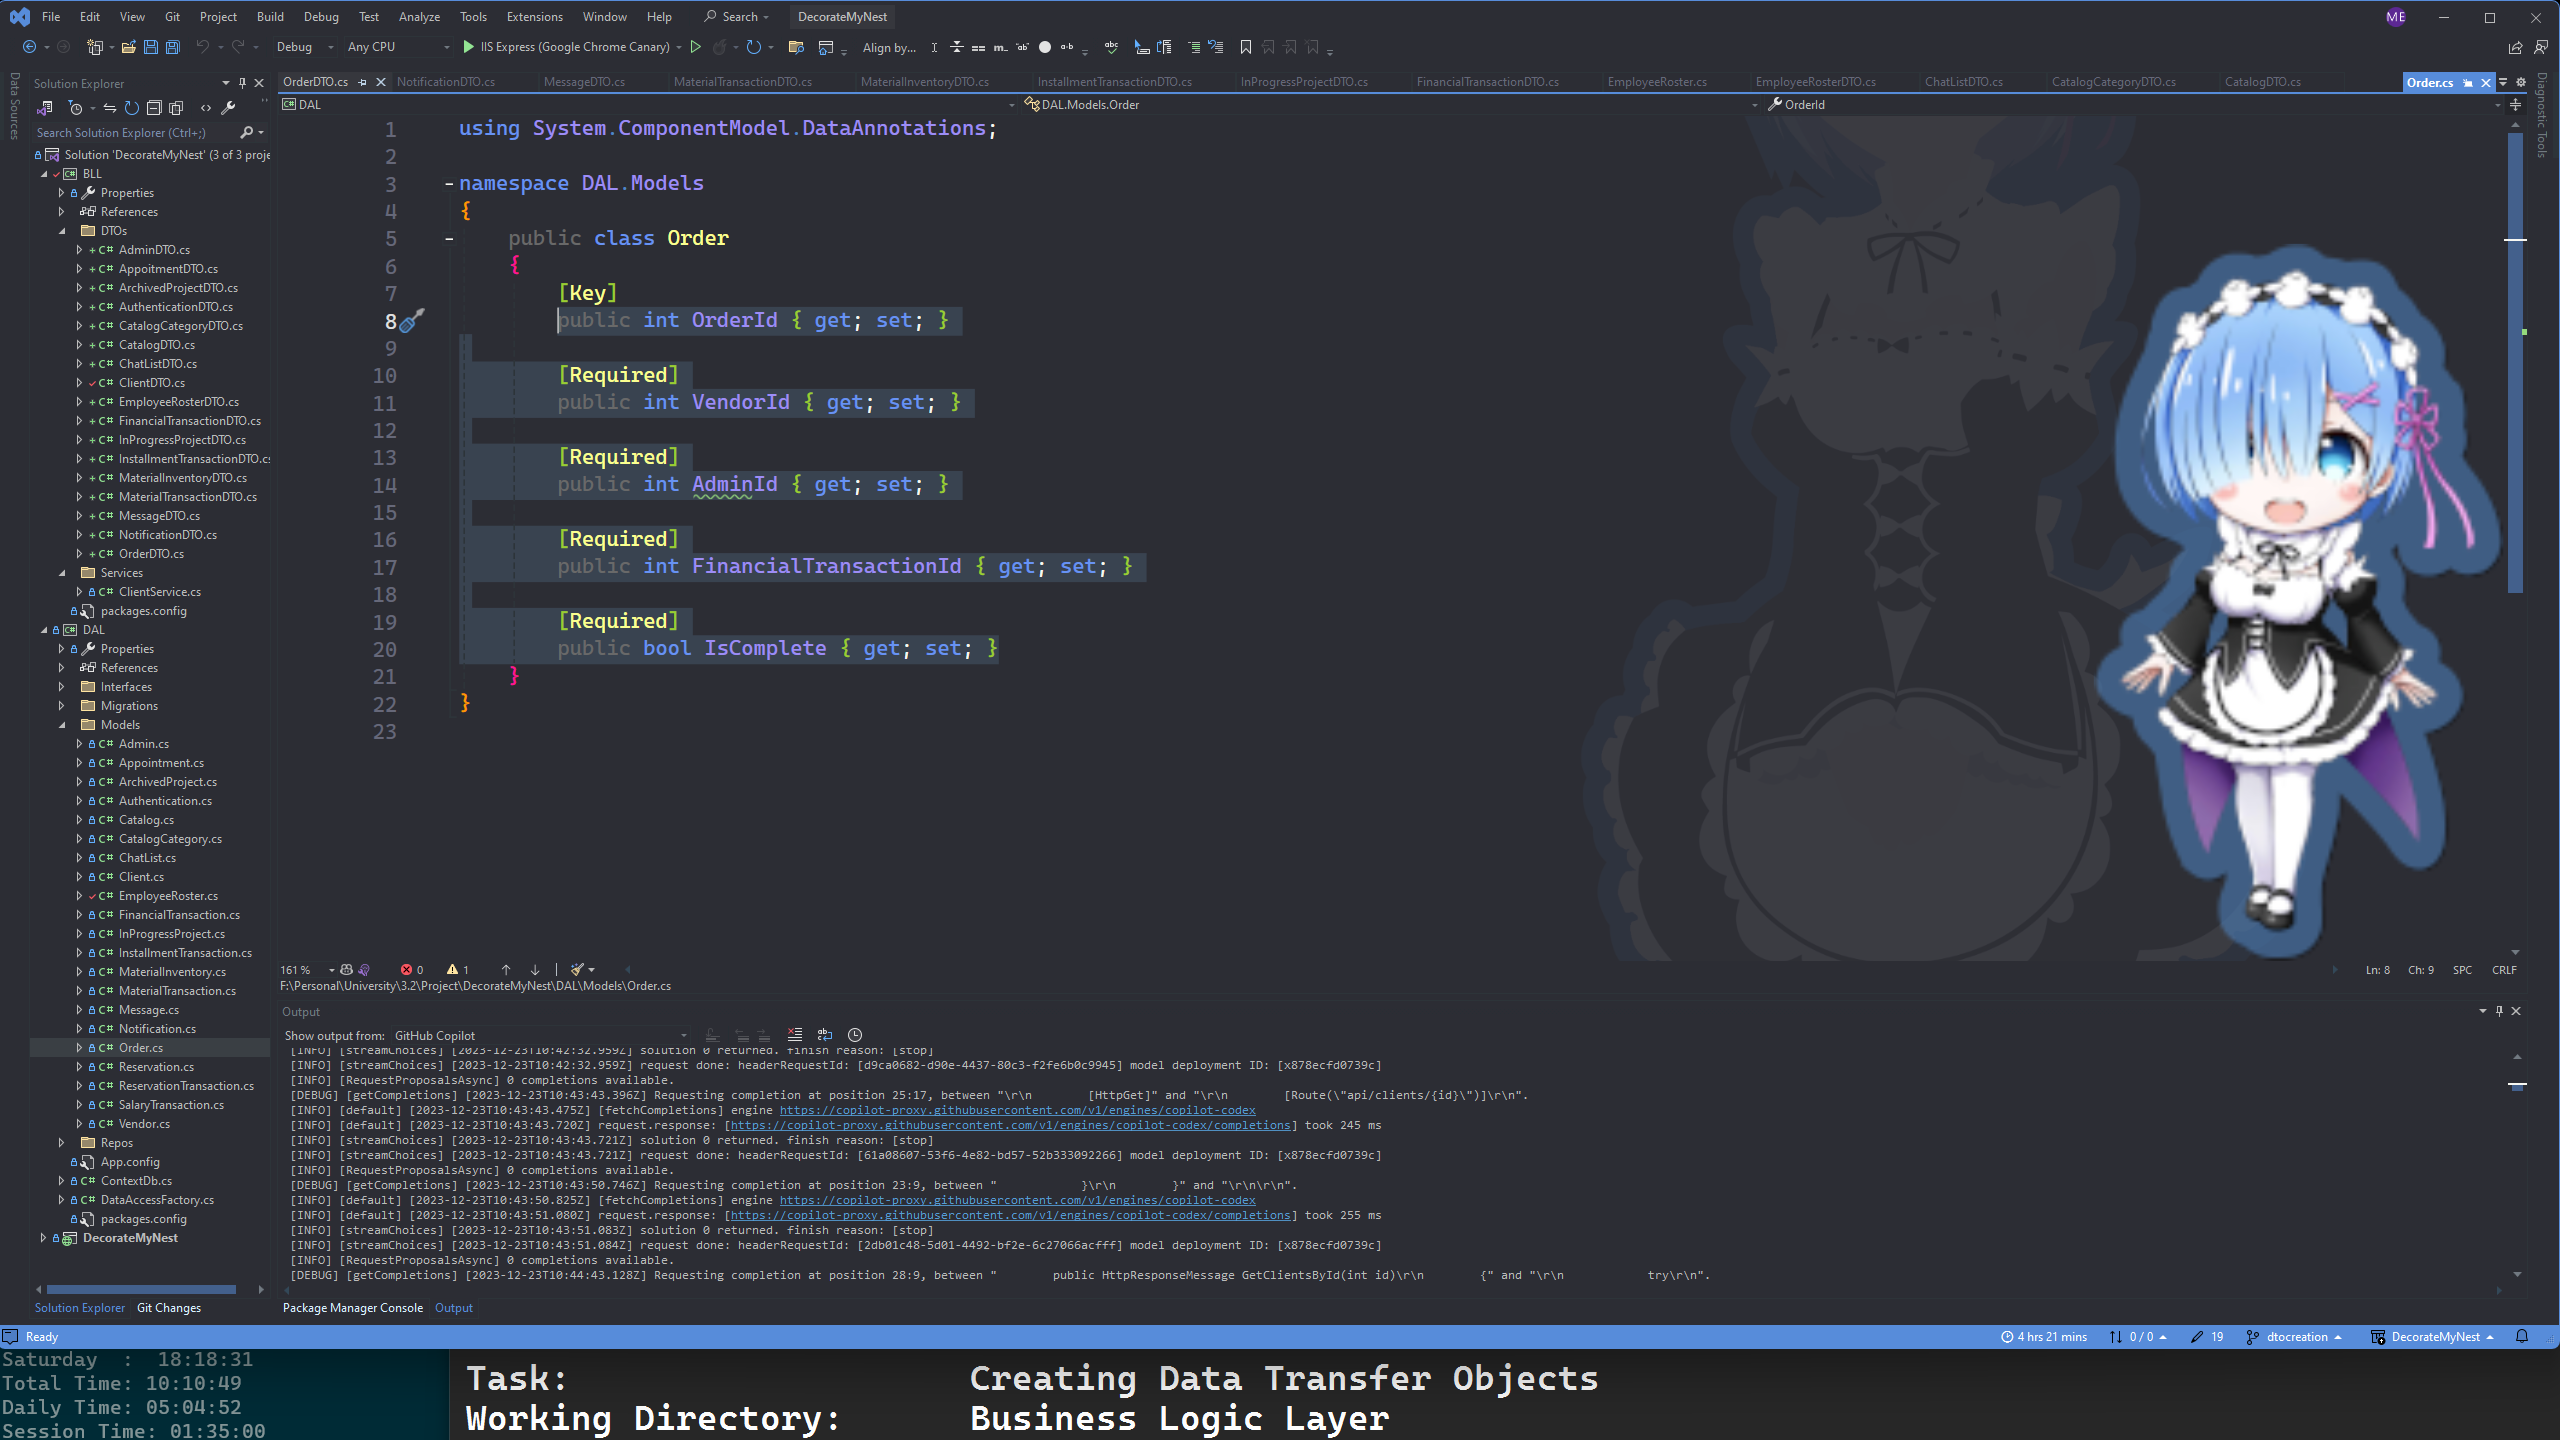 File Edit View Git Project Build Debug Test Analyze Tools Extensions Window Help Search DecorateMyNest ME
Debug Any CPU IIS Express (Google Chrome Canary) Align by...
Data Sources
Solution Explorer
Search Solution Explorer (Ctrl+;)
Solution 'DecorateMyNest' (3 of 3 proje
BLL
Properties
References
DTOs
C# AdminDTO.cs
C# AppoitmentDTO.cs
C# ArchivedProjectDTO.cs
C# AuthenticationDTO.cs
C# CatalogCategoryDTO.cs
C# CatalogDTO.cs
C# ChatListDTO.cs
C# ClientDTO.cs
C# EmployeeRosterDTO.cs
C# FinancialTransactionDTO.cs
C# InProgressProjectDTO.cs
C# InstallmentTransactionDTO.cs
C# MaterialInventoryDTO.cs
C# MaterialTransactionDTO.cs
C# MessageDTO.cs
C# NotificationDTO.cs
C# OrderDTO.cs
Services
C# ClientService.cs
packages.config
DAL
Properties
References
Interfaces
Migrations
Models
C# Admin.cs
C# Appointment.cs
C# ArchivedProject.cs
C# Authentication.cs
C# Catalog.cs
C# CatalogCategory.cs
C# ChatList.cs
C# Client.cs
C# EmployeeRoster.cs
C# FinancialTransaction.cs
C# InProgressProject.cs
C# InstallmentTransaction.cs
C# MaterialInventory.cs
C# MaterialTransaction.cs
C# Message.cs
C# Notification.cs
C# Order.cs
C# Reservation.cs
C# ReservationTransaction.cs
C# SalaryTransaction.cs
C# Vendor.cs
Repos
App.config
C# ContextDb.cs
C# DataAccessFactory.cs
packages.config
DecorateMyNest
Solution Explorer Git Changes
OrderDTO.cs NotificationDTO.cs MessageDTO.cs MaterialTransactionDTO.cs MaterialInventoryDTO.cs InstallmentTransactionDTO.cs InProgressProjectDTO.cs FinancialTransactionDTO.cs EmployeeRoster.cs EmployeeRosterDTO.cs ChatListDTO.cs CatalogCategoryDTO.cs CatalogDTO.cs Order.cs
C# DAL DAL.Models.Order OrderId
Diagnostic Tools
1 using System.ComponentModel.DataAnnotations;
2
3 namespace DAL.Models
4 {
5 public class Order
6 {
7 [Key]
8 public int OrderId { get; set; }
9
10 [Required]
11 public int VendorId { get; set; }
12
13 [Required]
14 public int AdminId { get; set; }
15
16 [Required]
17 public int FinancialTransactionId { get; set; }
18
19 [Required]
20 public bool IsComplete { get; set; }
21 }
22 }
23
161 % 0 1 Ln: 8 Ch: 9 SPC CRLF
F:\Personal\University\3.2\Project\DecorateMyNest\DAL\Models\Order.cs
Output
Show output from: GitHub Copilot
[INFO] [streamChoices] [2023-12-23T10:42:32.959Z] solution 0 returned. finish reason: [stop]
[INFO] [streamChoices] [2023-12-23T10:42:32.959Z] request done: headerRequestId: [d9ca0682-d90e-4437-80c3-f2fe6b0c9945] model deployment ID: [x878ecfd0739c]
[INFO] [RequestProposalsAsync] 0 completions available.
[DEBUG] [getCompletions] [2023-12-23T10:43:43.396Z] Requesting completion at position 25:17, between "\r\n [HttpGet]" and "\r\n [Route(\"api/clients/{id}\")]\r\n".
[INFO] [default] [2023-12-23T10:43:43.475Z] [fetchCompletions] engine https://copilot-proxy.githubusercontent.com/v1/engines/copilot-codex
[INFO] [default] [2023-12-23T10:43:43.720Z] request.response: [https://copilot-proxy.githubusercontent.com/v1/engines/copilot-codex/completions] took 245 ms
[INFO] [streamChoices] [2023-12-23T10:43:43.721Z] solution 0 returned. finish reason: [stop]
[INFO] [streamChoices] [2023-12-23T10:43:43.721Z] request done: headerRequestId: [61a08607-53f6-4e82-bd57-52b333092266] model deployment ID: [x878ecfd0739c]
[INFO] [RequestProposalsAsync] 0 completions available.
[DEBUG] [getCompletions] [2023-12-23T10:43:50.746Z] Requesting completion at position 23:9, between " }\r\n }" and "\r\n\r\n".
[INFO] [default] [2023-12-23T10:43:50.825Z] [fetchCompletions] engine https://copilot-proxy.githubusercontent.com/v1/engines/copilot-codex
[INFO] [default] [2023-12-23T10:43:51.080Z] request.response: [https://copilot-proxy.githubusercontent.com/v1/engines/copilot-codex/completions] took 255 ms
[INFO] [streamChoices] [2023-12-23T10:43:51.083Z] solution 0 returned. finish reason: [stop]
[INFO] [streamChoices] [2023-12-23T10:43:51.084Z] request done: headerRequestId: [2db01c48-5d01-4492-bf2e-6c27066acfff] model deployment ID: [x878ecfd0739c]
[INFO] [RequestProposalsAsync] 0 completions available.
[DEBUG] [getCompletions] [2023-12-23T10:44:43.128Z] Requesting completion at position 28:9, between " public HttpResponseMessage GetClientsById(int id)\r\n {" and "\r\n try\r\n".
Package Manager Console Output
Ready 4 hrs 21 mins 0 / 0 19 dtocreation DecorateMyNest
Saturday : 18:18:31
Total Time: 10:10:49
Daily Time: 05:04:52
Session Time: 01:35:00
Task: Creating Data Transfer Objects
Working Directory: Business Logic Layer